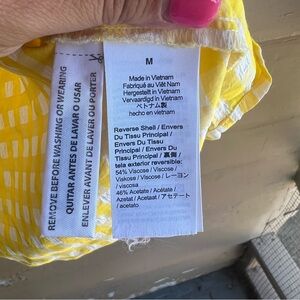 REMOVE BEFORE WASHING OR WEARING
QUITAR ANTES DE LAVAR O USAR
ENLEVER AVANT DE LAVER OU PORTER
M
Made in Vietnam
Fabriqué au Viêt Nam
Hergestellt in Vietnam
Vervaardigd in Vietnam
ベトナム製
hecho en vietnam
Reverse Shell / Envers
Du Tissu Principal /
Envers Du Tissu
Principal / Envers Du
Tissu Principal / 裏側 /
tela exterior reversible:
54% Viscose / Viscose /
Viskose / Viscose / レーヨン
/ viscosa
46% Acetate / Acétate /
Azetat / Acetaat / アセテート
/ acetato